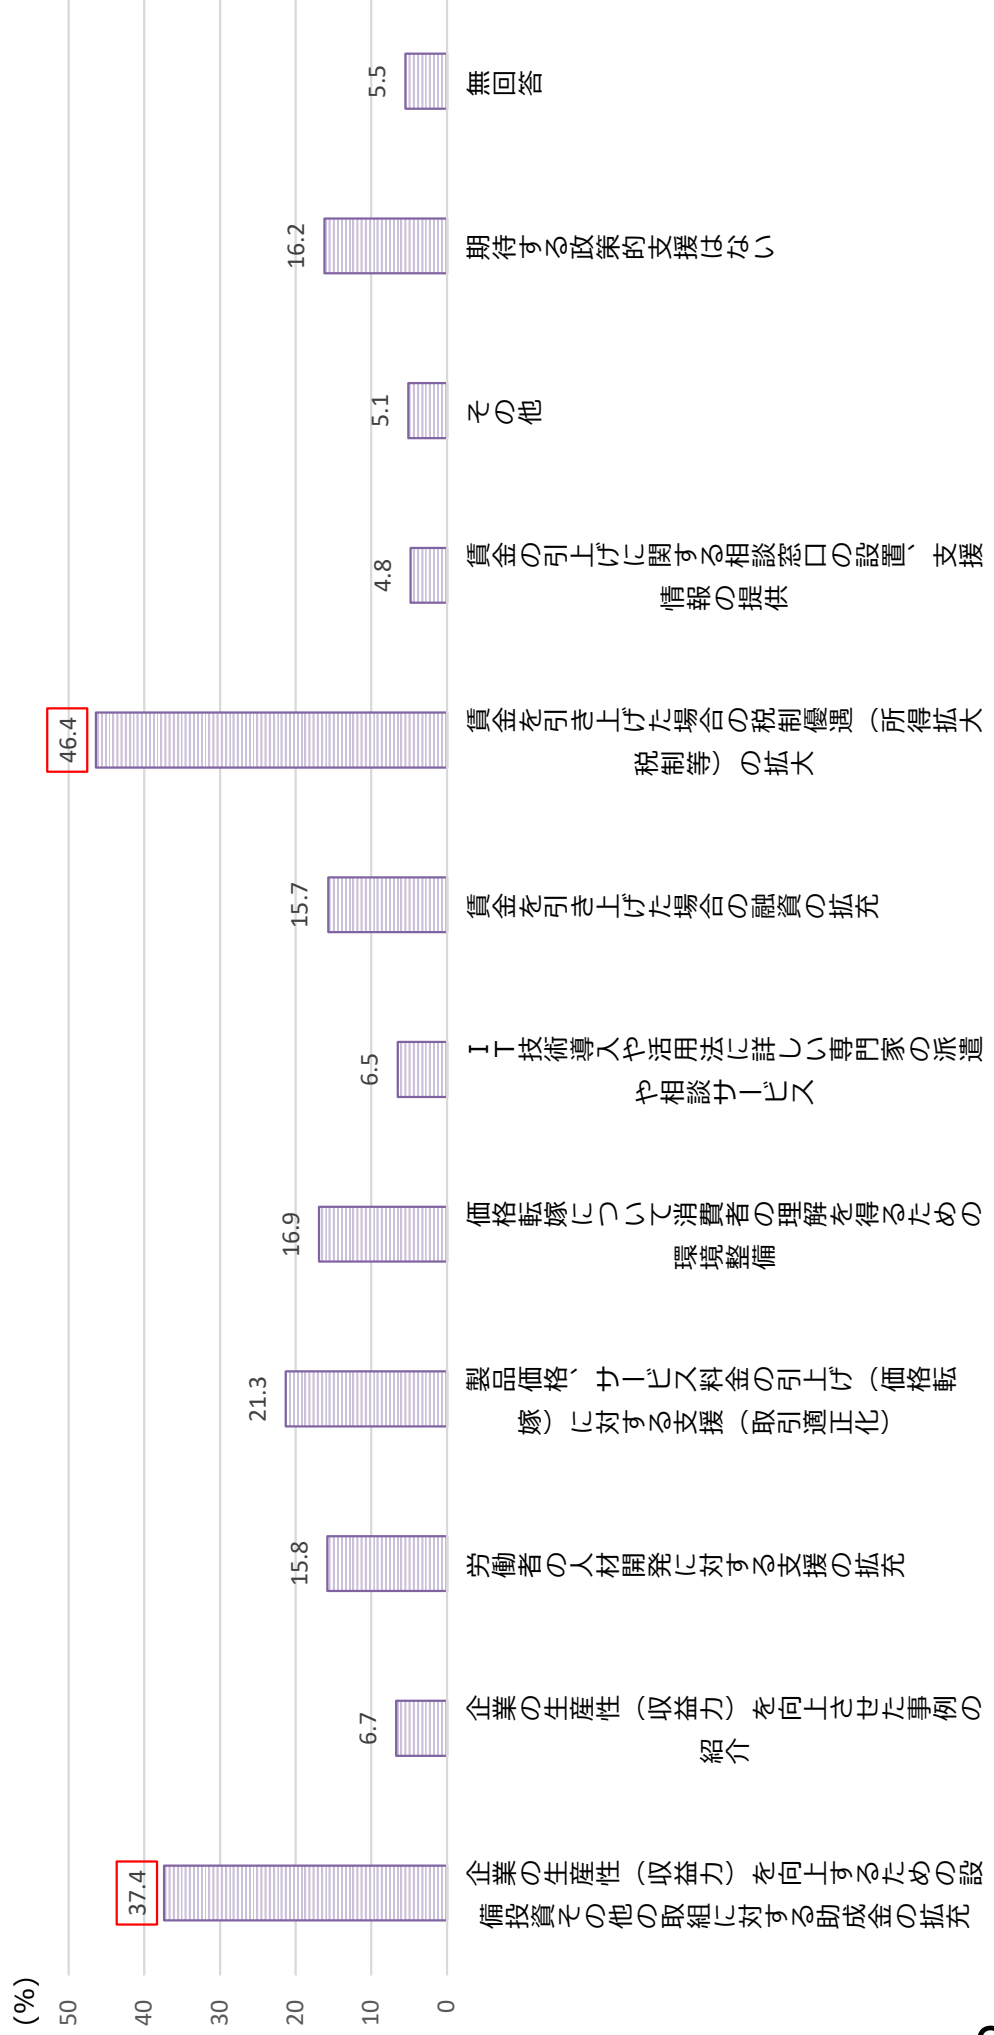 (%)
50
40
30
20
10
0
37.4
6.7
15.8
21.3
16.9
6.5
15.7
46.4
4.8
5.1
16.2
5.5
企業の生産性（収益力）を向上するための設
備投資その他の取組に対する助成金の拡充
企業の生産性（収益力）を向上させた事例の
紹介
労働者の人材開発に対する支援の拡充
製品価格、サービス料金の引上げ（価格転
嫁）に対する支援（取引適正化）
価格転嫁について消費者の理解を得るための
環境整備
ＩＴ技術導入や活用法に詳しい専門家の派遣
や相談サービス
賃金を引き上げた場合の融資の拡充
賃金を引き上げた場合の税制優遇（所得拡大
税制等）の拡大
賃金の引上げに関する相談窓口の設置、支援
情報の提供
その他
期待する政策的支援はない
無回答